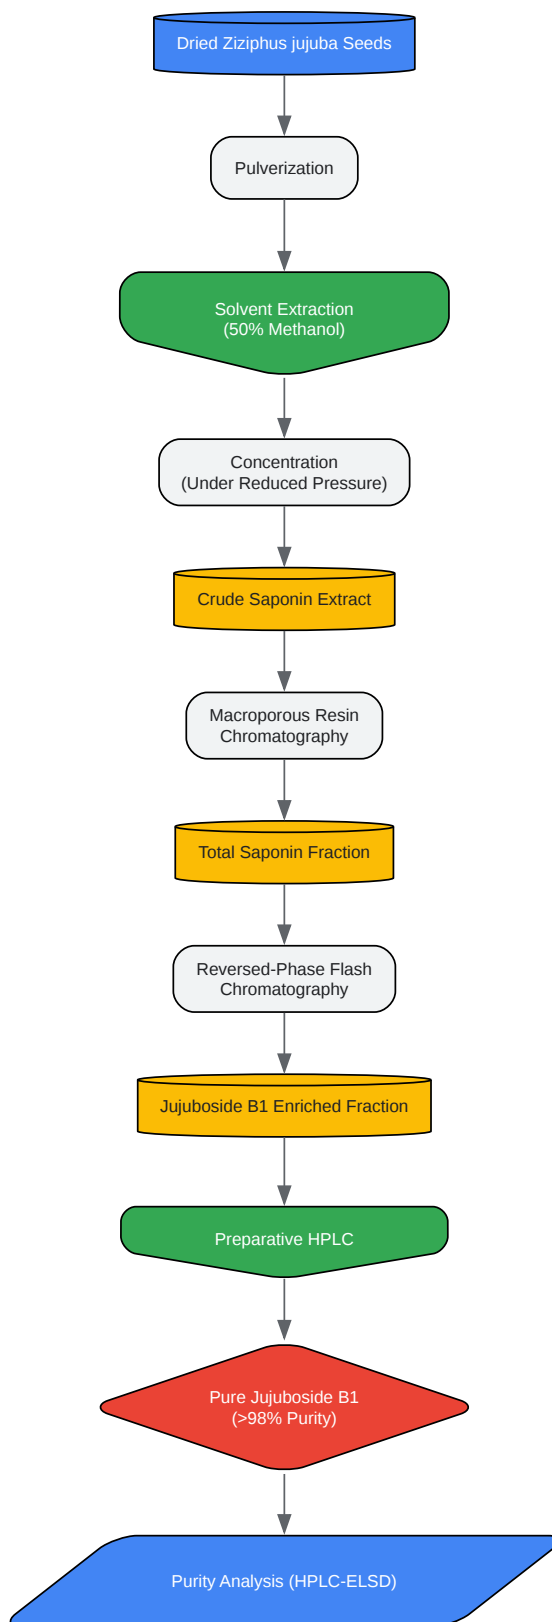 Dried Ziziphus jujuba Seeds
Pulverization
Solvent Extraction
(50% Methanol)
Concentration
(Under Reduced Pressure)
Crude Saponin Extract
Macroporous Resin
Chromatography
Total Saponin Fraction
Reversed-Phase Flash
Chromatography
Jujuboside B1 Enriched Fraction
Preparative HPLC
Pure Jujuboside B1
(>98% Purity)
Purity Analysis (HPLC-ELSD)